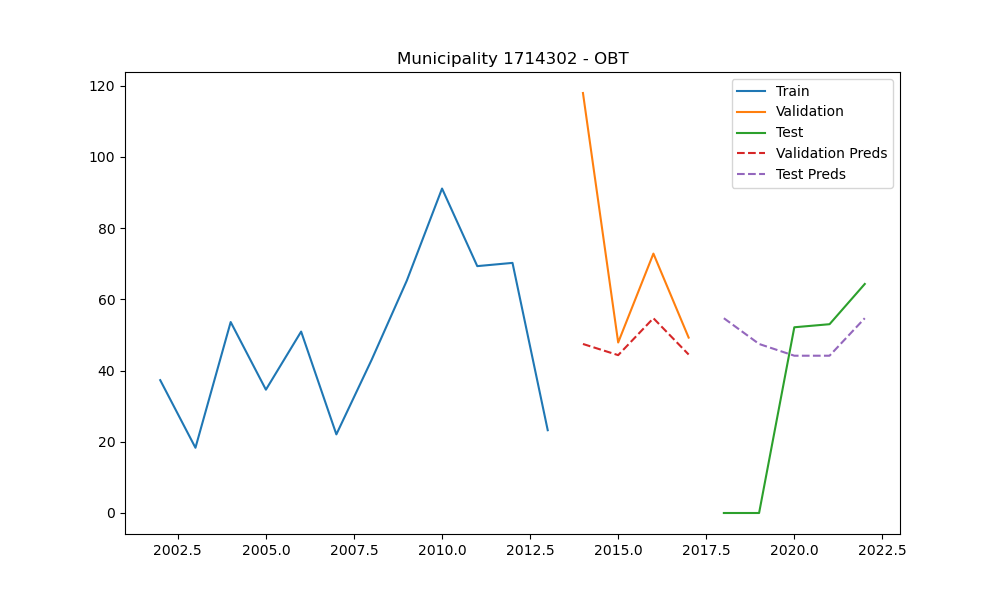 Municipality 1714302 - OBT
Train
Validation
Test
Validation Preds
Test Preds
120
100
80
60
40
20
0
2002.5 2005.0 2007.5 2010.0 2012.5 2015.0 2017.5 2020.0 2022.5